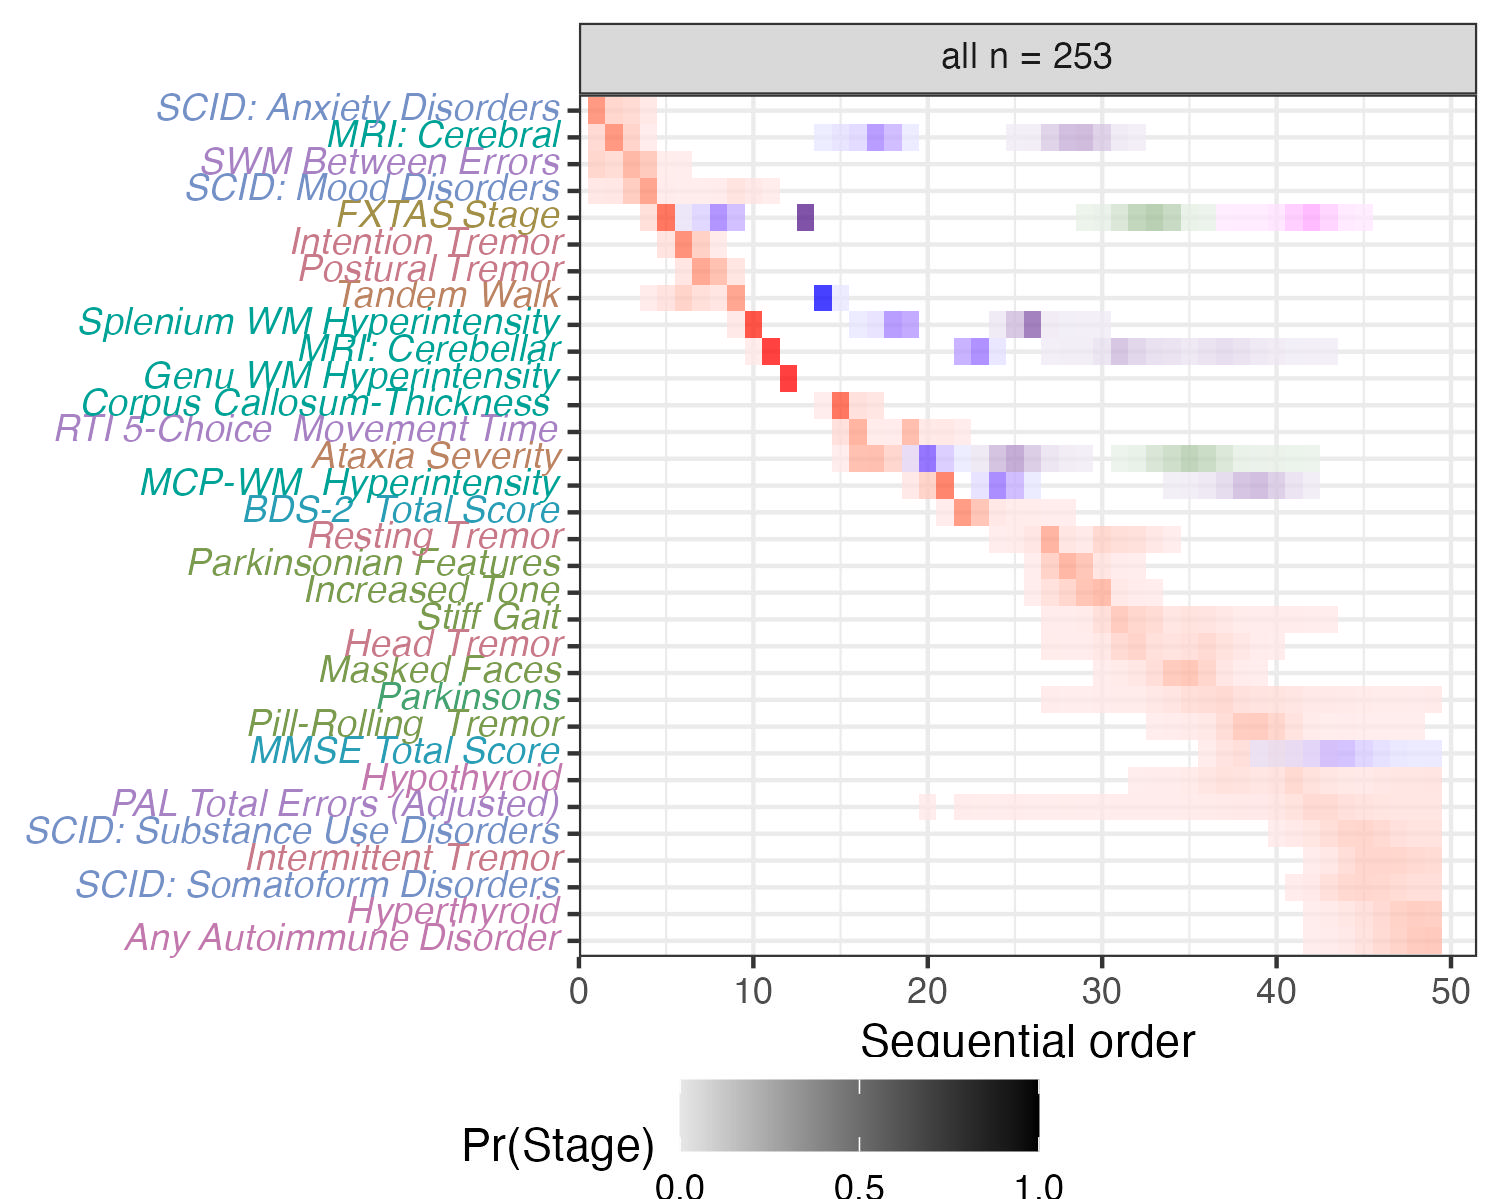 all n = 253
SCID: Anxiety Disorders
MRI: Cerebral
SWM Between Errors
SCID: Mood Disorders
FXTAS Stage
Intention Tremor
Postural Tremor
Tandem Walk
Splenium WM Hyperintensity
MRI: Cerebellar
Genu WM Hyperintensity
Corpus Callosum-Thickness
RTI 5-Choice Movement Time
Ataxia Severity
MCP-WM Hyperintensity
BDS-2 Total Score
Resting Tremor
Parkinsonian Features
Increased Tone
Stiff Gait
Head Tremor
Masked Faces
Parkinsons
Pill-Rolling Tremor
MMSE Total Score
Hypothyroid
PAL Total Errors (Adjusted)
SCID: Substance Use Disorders
Intermittent Tremor
SCID: Somatoform Disorders
Hyperthyroid
Any Autoimmune Disorder
0 10 20 30 40 50
Sequential order
Pr(Stage)
0.0 0.5 1.0